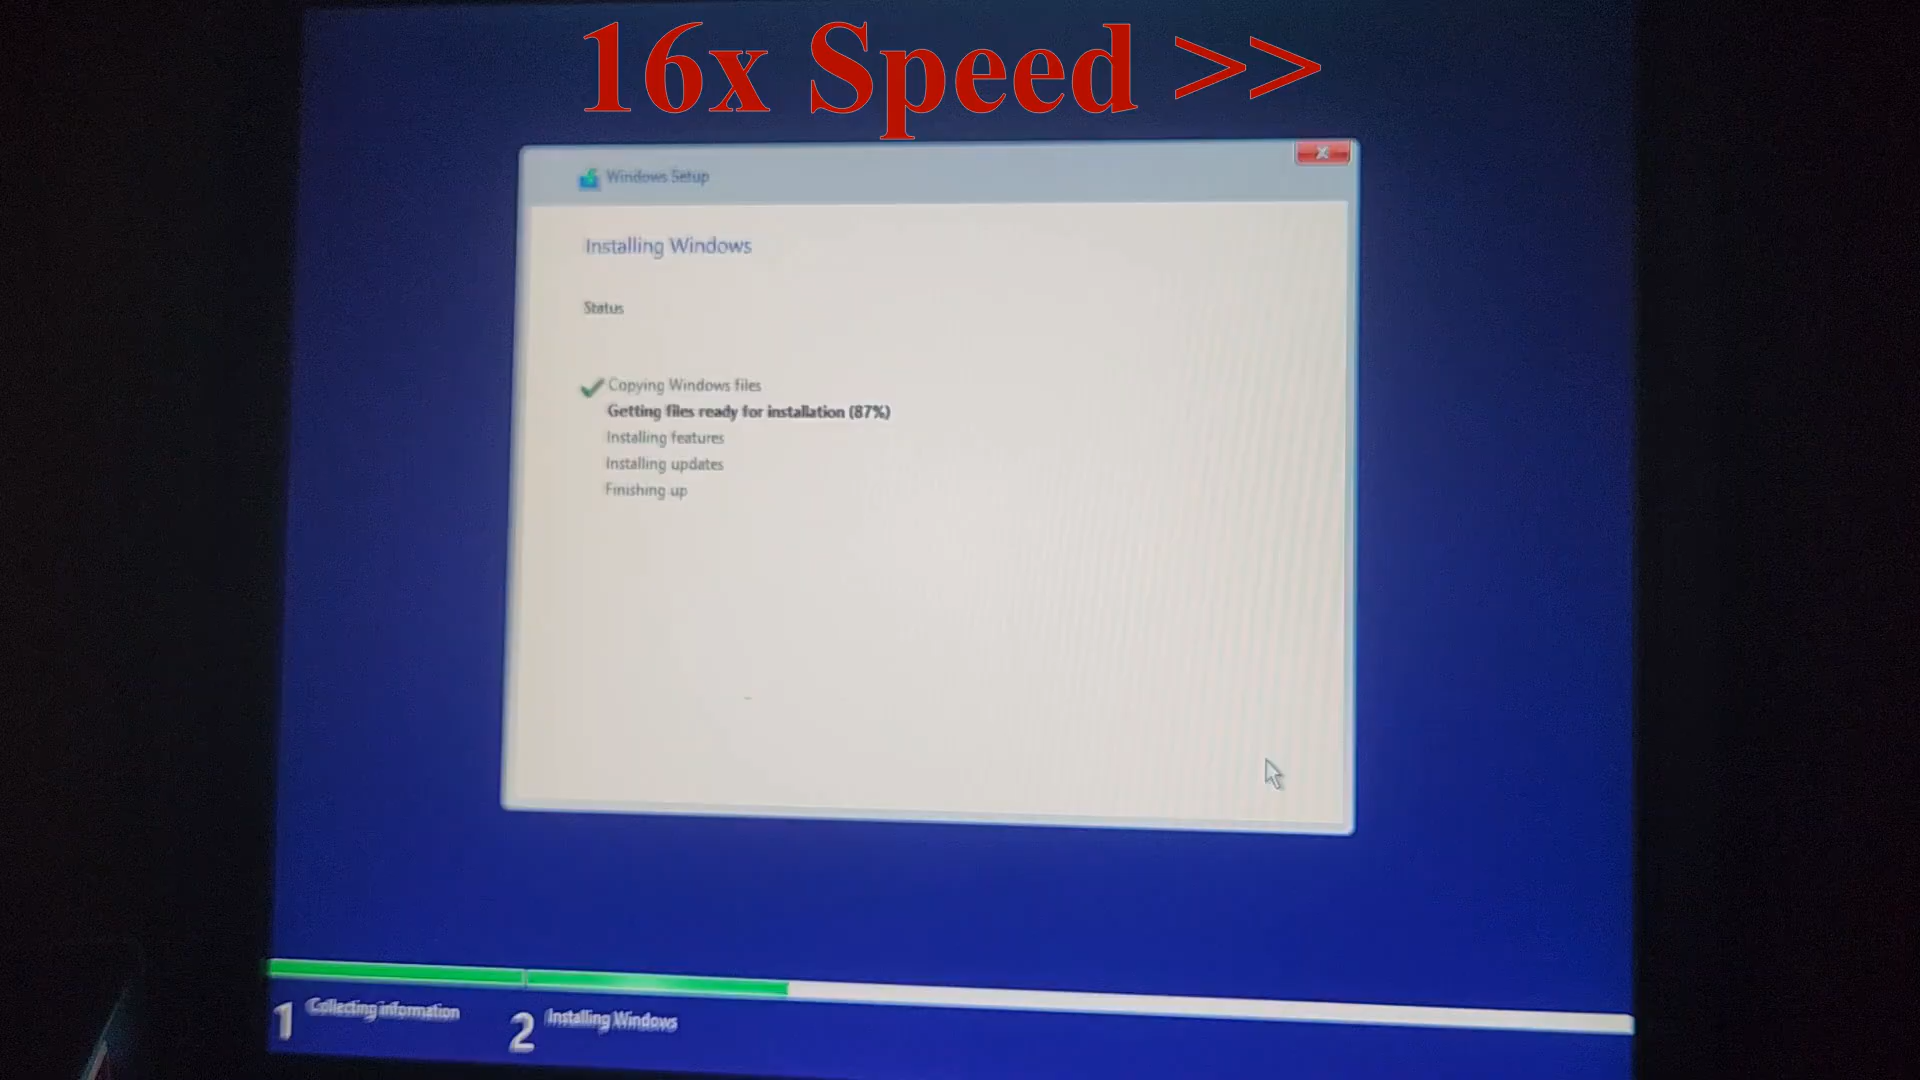 16x Speed >>
Windows Setup
Installing Windows
Status
Copying Windows files
Getting files ready for installation (87%)
Installing features
Installing updates
Finishing up
1 Collecting information
2 Installing Windows